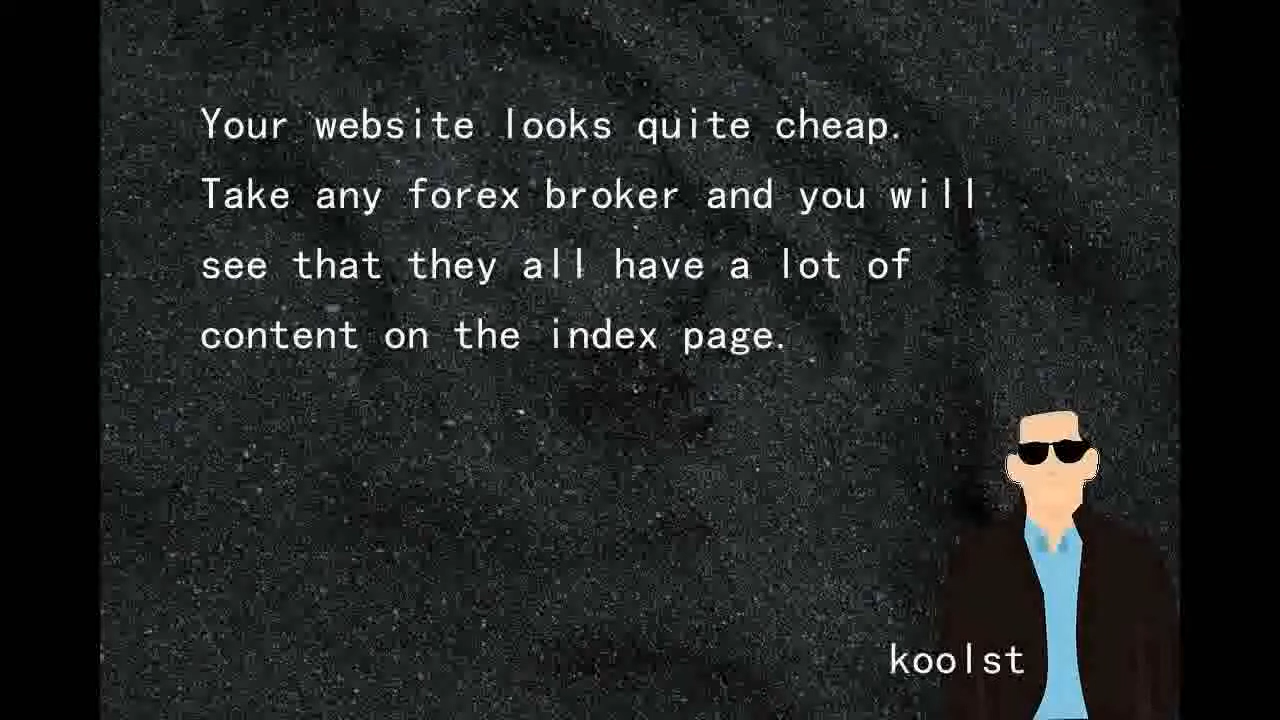 Your website looks quite cheap.
Take any forex broker and you will
see that they all have a lot of
content on the index page.
koolst